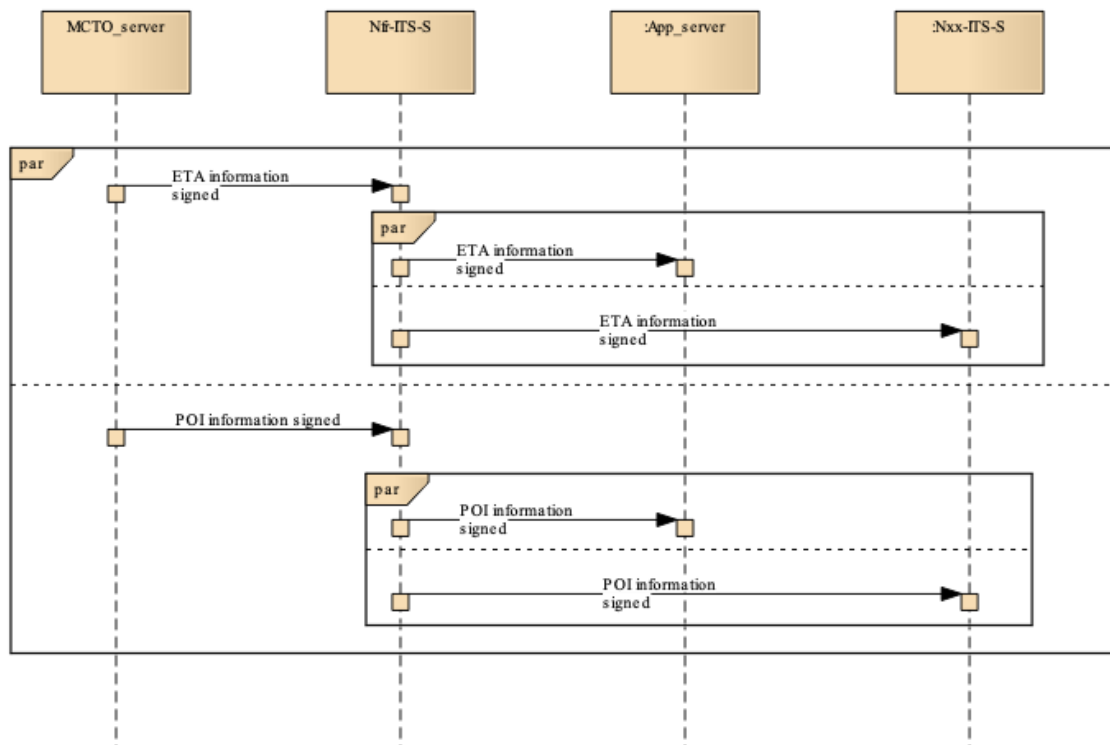 MCTO_server
Nfr-ITS-S
:App_server
:Nxx-ITS-S
par
ETA information
signed
par
ETA information
signed
ETA information
signed
POI information signed
par
POI information
signed
POI information
signed